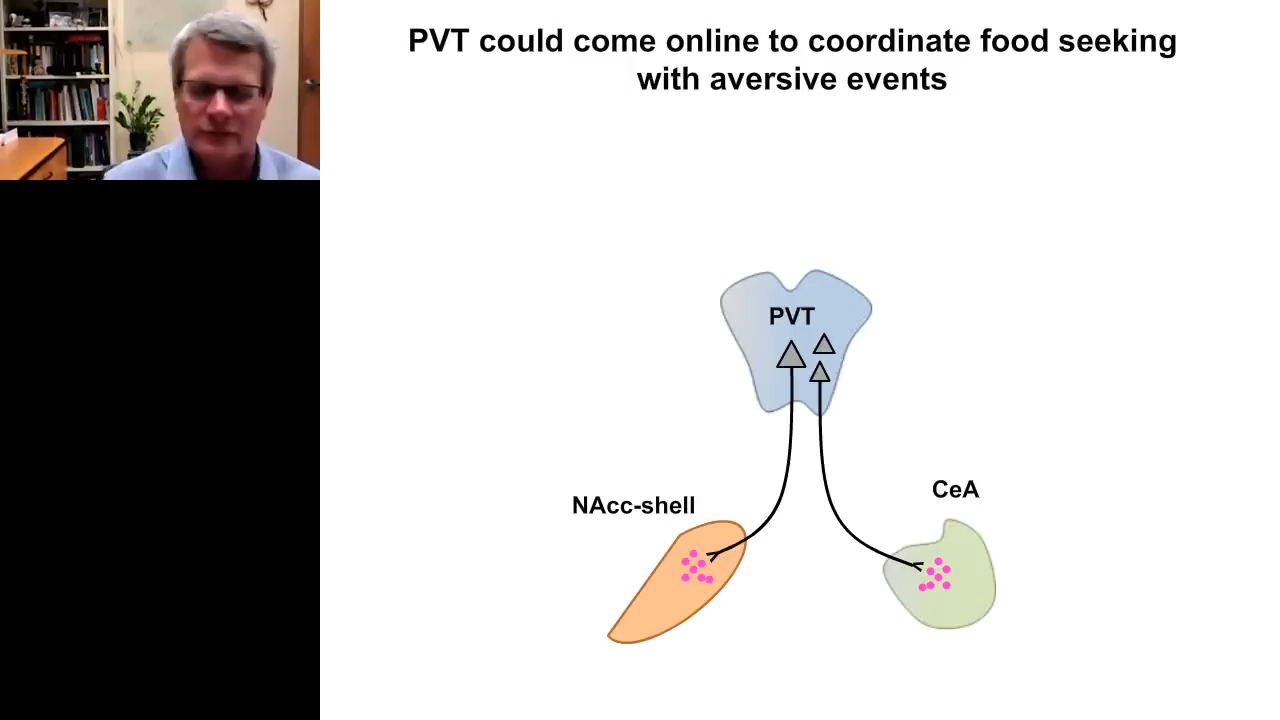 PVT could come online to coordinate food seeking
with aversive events
PVT
CeA
NAcc-shell